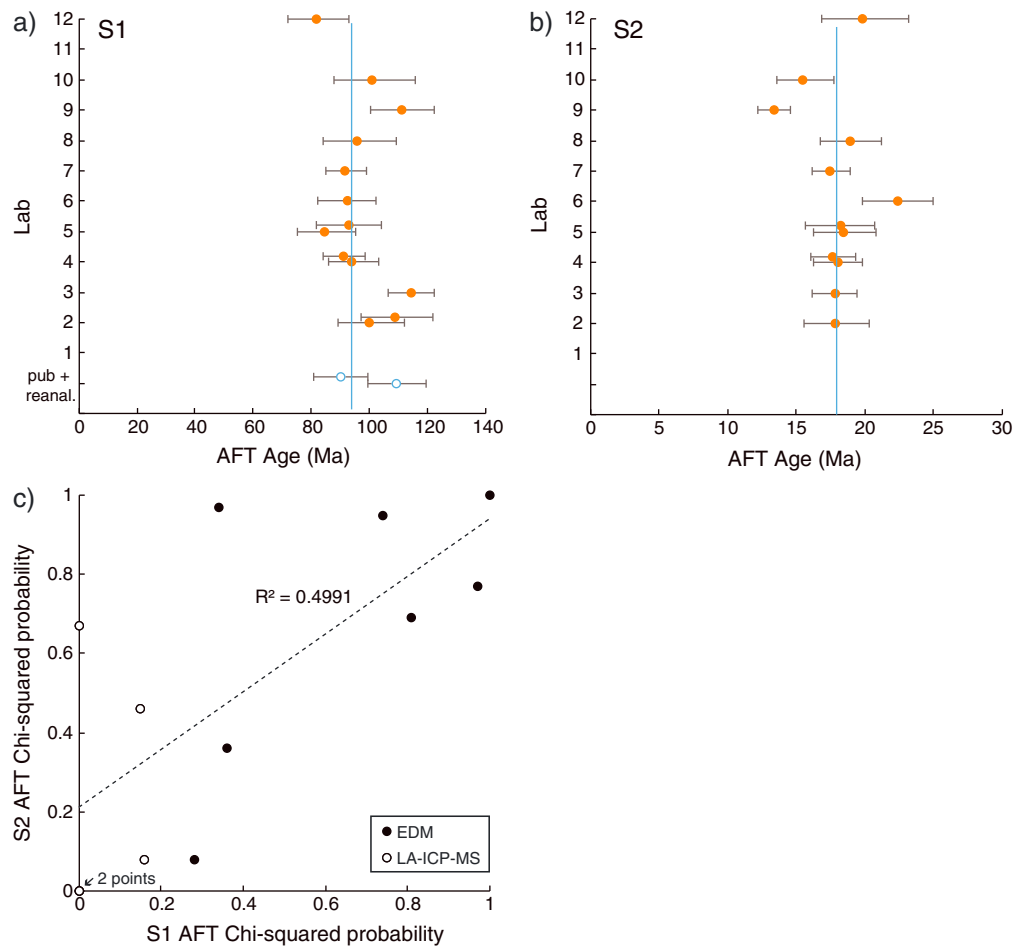 a)
S1
12
11
10
9
8
7
6
5
4
3
2
1
pub +
reanal.
Lab
0 20 40 60 80 100 120 140
AFT Age (Ma)
b)
S2
12
11
10
9
8
7
6
5
4
3
2
1
Lab
0 5 10 15 20 25 30
AFT Age (Ma)
c)
1
0.8
0.6
0.4
0.2
0
S2 AFT Chi-squared probability
R² = 0.4991
EDM
LA-ICP-MS
2 points
0 0.2 0.4 0.6 0.8 1
S1 AFT Chi-squared probability